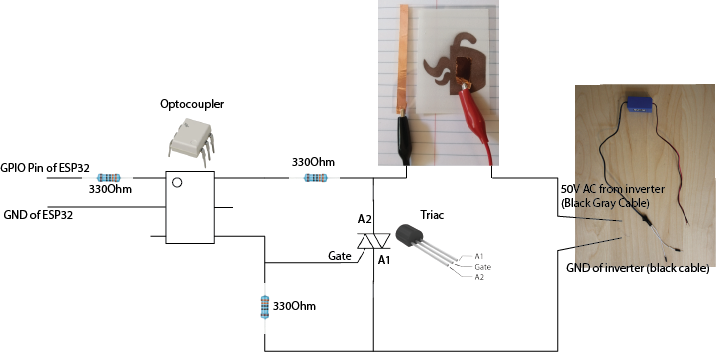 Optocoupler
GPIO Pin of ESP32
330Ohm
330Ohm
50V AC from inverter
(Black Gray Cable)
GND of ESP32
A2
Triac
Gate
A1
A1
Gate
A2
GND of inverter (black cable)
330Ohm